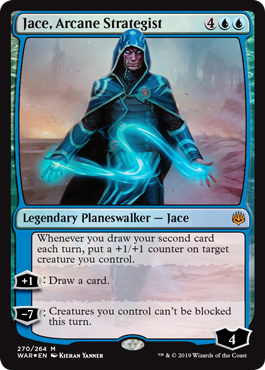 Jace, Arcane Strategist 4
Legendary Planeswalker — Jace
Whenever you draw your second card
each turn, put a +1/+1 counter on target
creature you control.
+1 : Draw a card.
−7 : Creatures you control can't be blocked
this turn.
4
270/264 M
WAR★EN KIERAN YANNER
™ & © 2019 Wizards of the Coast